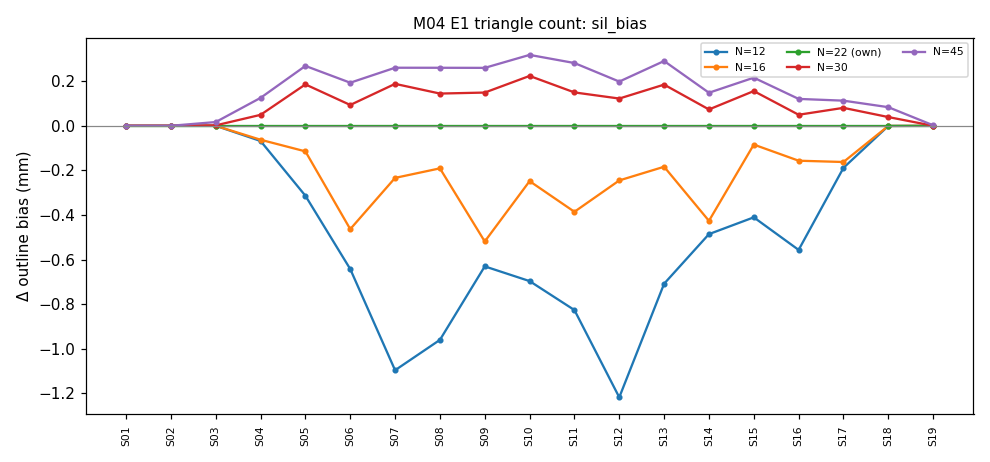 M04 E1 triangle count: sil_bias
N=12 N=22 (own) N=45
N=16 N=30
Δ outline bias (mm)
0.2
0.0
−0.2
−0.4
−0.6
−0.8
−1.0
−1.2
S01 S02 S03 S04 S05 S06 S07 S08 S09 S10 S11 S12 S13 S14 S15 S16 S17 S18 S19